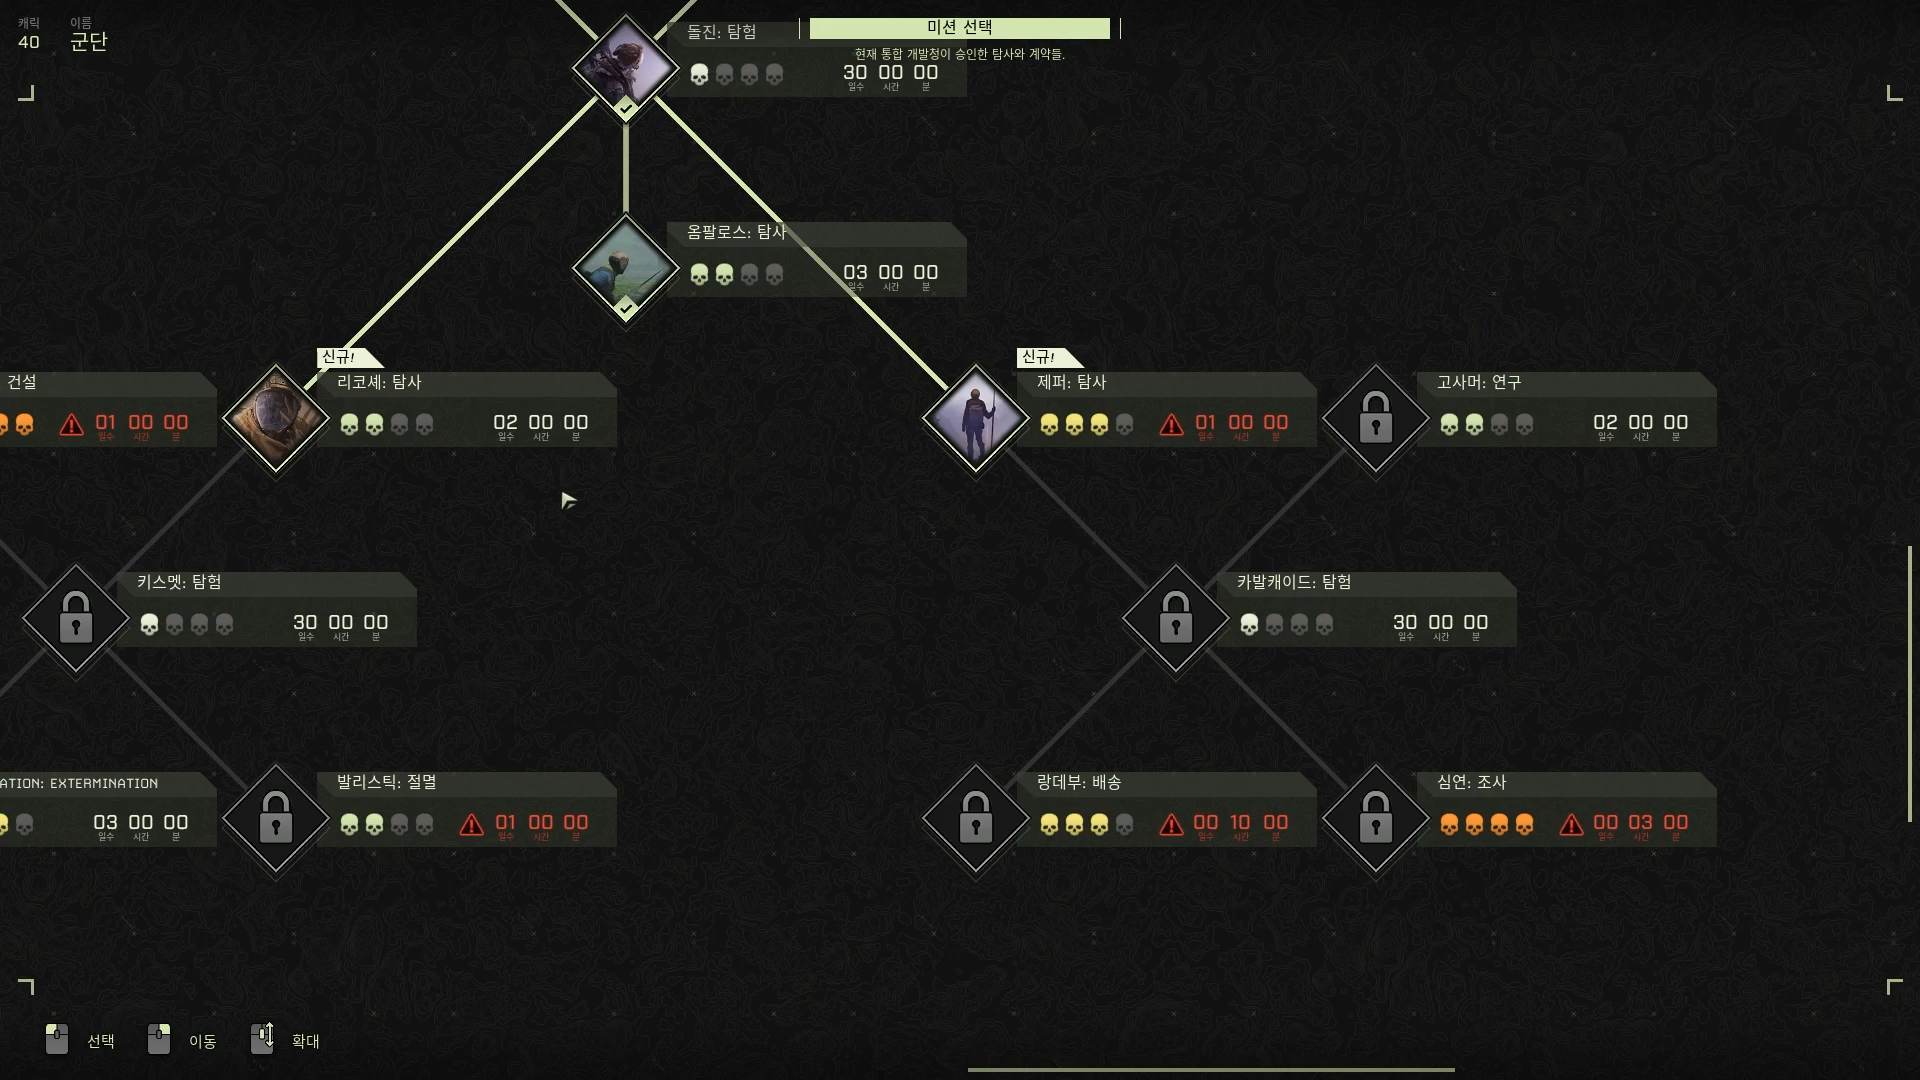 캐릭
이름
40
군단
미션 선택
현재 통합 개발청이 승인한 탐사와 계약들.
돌진: 탐험
30 00 00
일수 시간 분
옴팔로스: 탐사
03 00 00
일수 시간 분
건설
01 00 00
일수 시간 분
신규!
리코셰: 탐사
02 00 00
일수 시간 분
신규!
제퍼: 탐사
01 00 00
일수 시간 분
고사머: 연구
02 00 00
일수 시간 분
키스멧: 탐험
30 00 00
일수 시간 분
카발캐이드: 탐험
30 00 00
일수 시간 분
ATION: EXTERMINATION
03 00 00
일수 시간 분
발리스틱: 절멸
01 00 00
일수 시간 분
랑데부: 배송
00 10 00
일수 시간 분
심연: 조사
00 03 00
일수 시간 분
선택
이동
확대